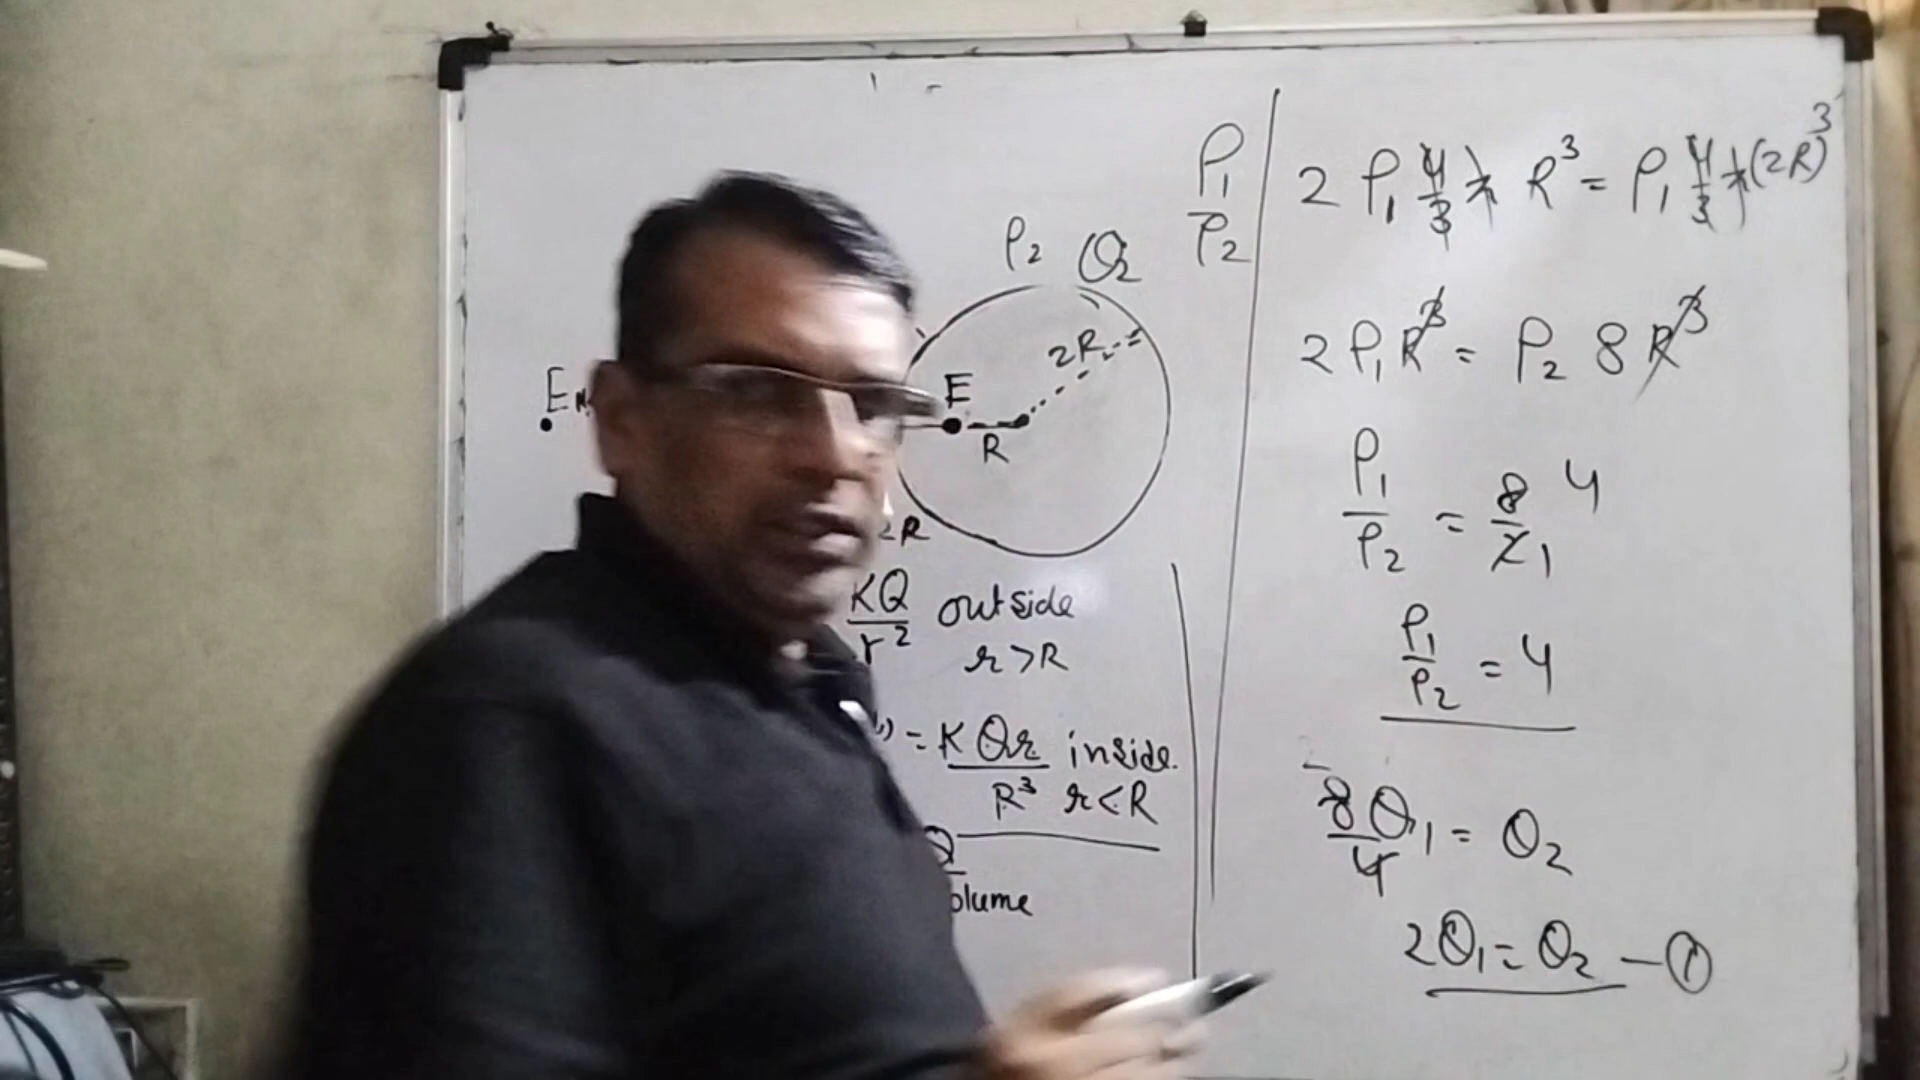 ρ₂ Q₂
2R
E
E
R
2R
KQ/r² outside
r > R
= KQr/R³ inside
r < R
Q
olume
ρ₁/ρ₂
2 ρ₁ 4/3 π R³ = ρ₁ 4/3 π (2R)³
2 ρ₁ R³ = ρ₂ 8 R³
ρ₁/ρ₂ = 8/2 4/1
ρ₁/ρ₂ = 4
8Q₁/4 = Q₂
2Q₁ = Q₂ — ①